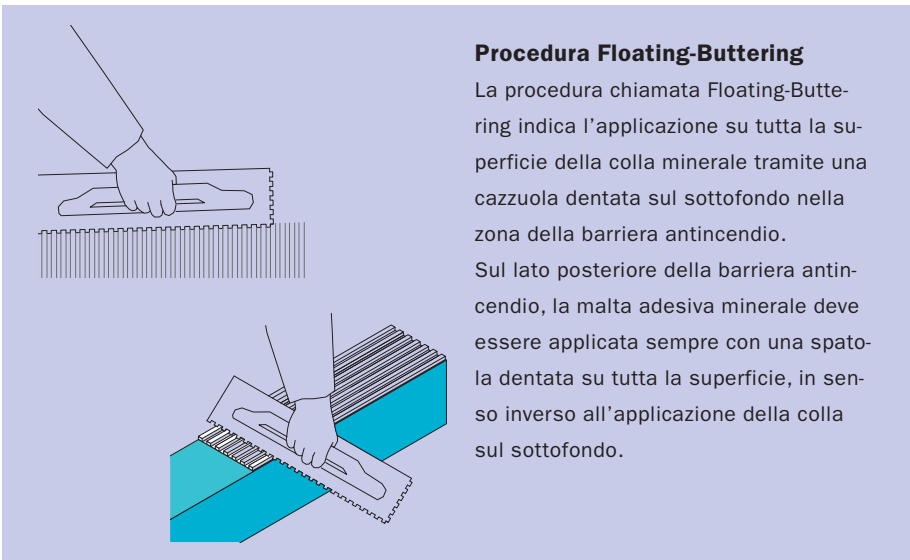 Procedura Floating-Buttering
La procedura chiamata Floating-Butte-
ring indica l'applicazione su tutta la su-
perficie della colla minerale tramite una
cazzuola dentata sul sottofondo nella
zona della barriera antincendio.
Sul lato posteriore della barriera antin-
cendio, la malta adesiva minerale deve
essere applicata sempre con una spato-
la dentata su tutta la superficie, in sen-
so inverso all'applicazione della colla
sul sottofondo.